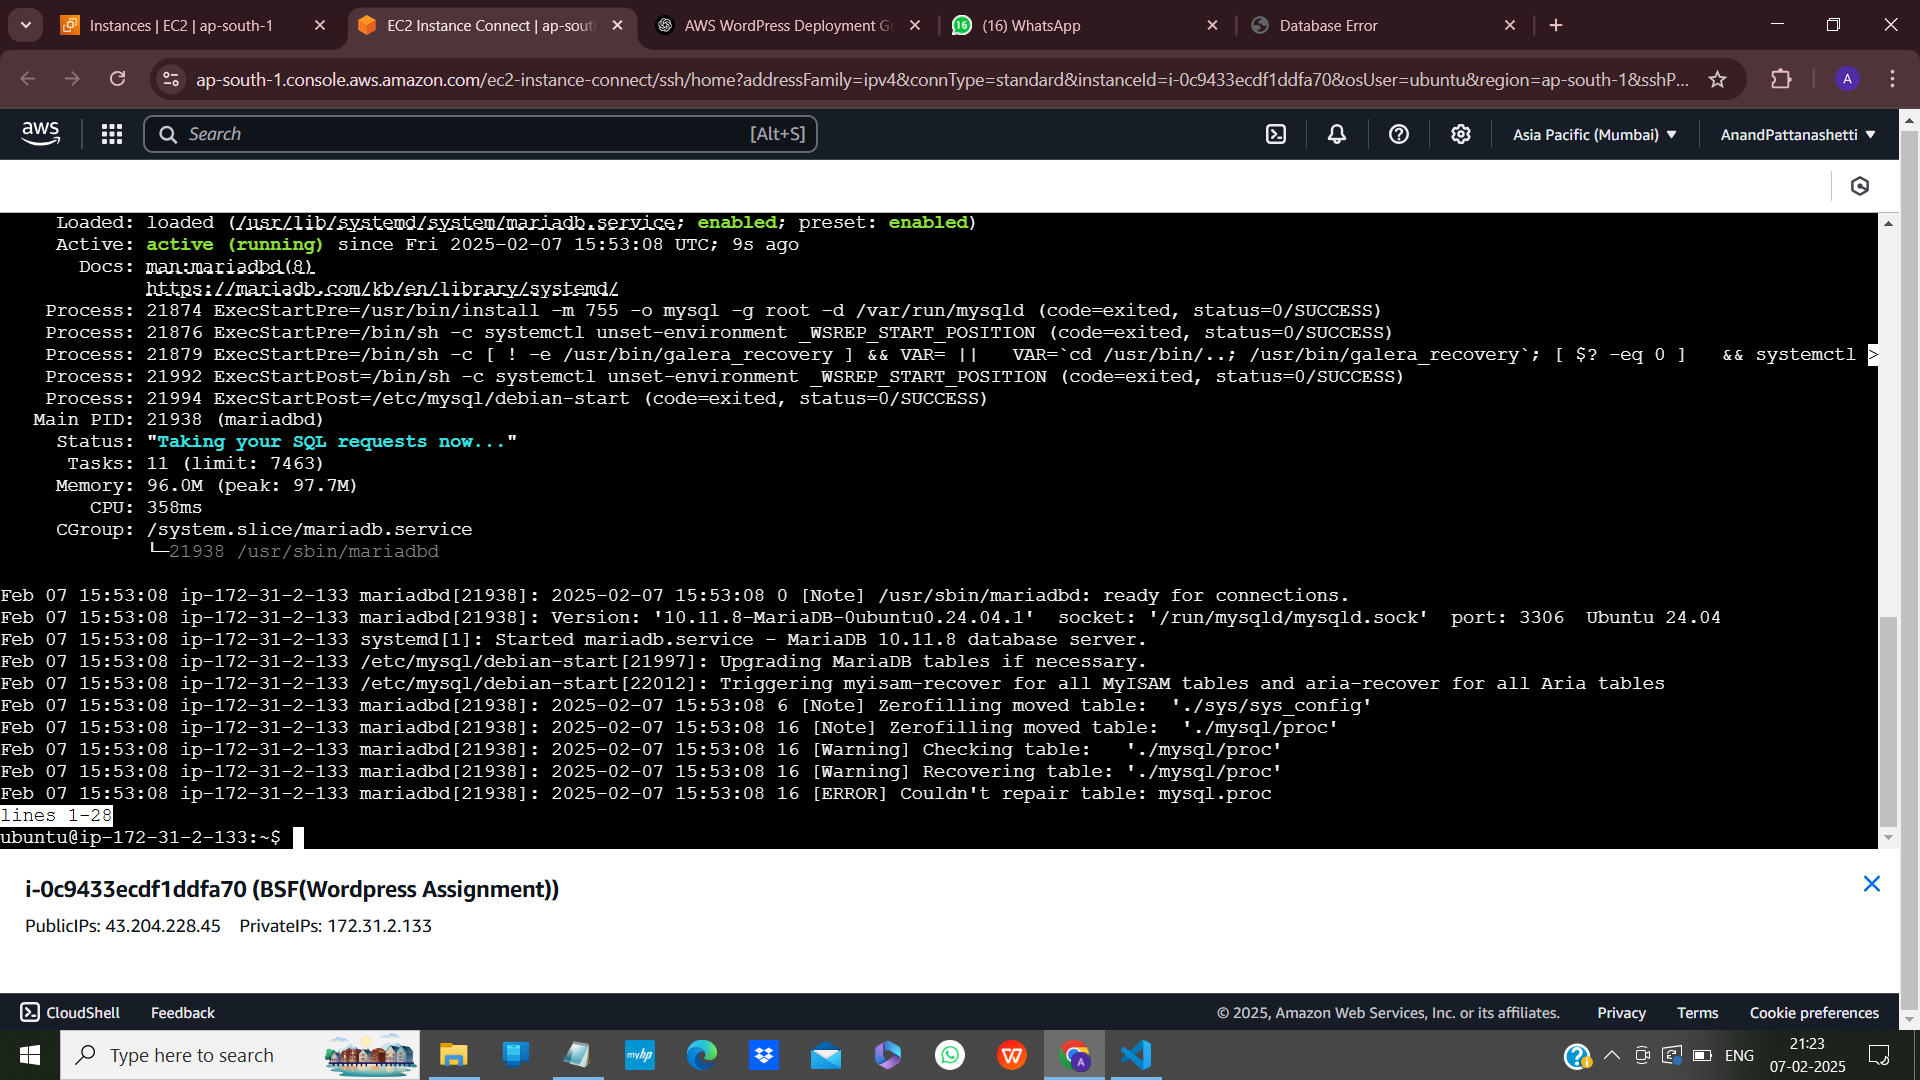 Instances | EC2 | ap-south-1
EC2 Instance Connect | ap-sout
AWS WordPress Deployment G
(16) WhatsApp
Database Error
ap-south-1.console.aws.amazon.com/ec2-instance-connect/ssh/home?addressFamily=ipv4&connType=standard&instanceId=i-0c9433ecdf1ddfa70&osUser=ubuntu&region=ap-south-1&sshP...
A
aws
Search
[Alt+S]
Asia Pacific (Mumbai)
AnandPattanashetti
Loaded: loaded (/usr/lib/systemd/system/mariadb.service; enabled; preset: enabled)
Active: active (running) since Fri 2025-02-07 15:53:08 UTC; 9s ago
Docs: man:mariadbd(8)
https://mariadb.com/kb/en/library/systemd/
Process: 21874 ExecStartPre=/usr/bin/install -m 755 -o mysql -g root -d /var/run/mysqld (code=exited, status=0/SUCCESS)
Process: 21876 ExecStartPre=/bin/sh -c systemctl unset-environment _WSREP_START_POSITION (code=exited, status=0/SUCCESS)
Process: 21879 ExecStartPre=/bin/sh -c [ ! -e /usr/bin/galera_recovery ] && VAR= ||   VAR=`cd /usr/bin/..; /usr/bin/galera_recovery`; [ $? -eq 0 ]   && systemctl >
Process: 21992 ExecStartPost=/bin/sh -c systemctl unset-environment _WSREP_START_POSITION (code=exited, status=0/SUCCESS)
Process: 21994 ExecStartPost=/etc/mysql/debian-start (code=exited, status=0/SUCCESS)
Main PID: 21938 (mariadbd)
Status: "Taking your SQL requests now..."
Tasks: 11 (limit: 7463)
Memory: 96.0M (peak: 97.7M)
CPU: 358ms
CGroup: /system.slice/mariadb.service
└─21938 /usr/sbin/mariadbd
Feb 07 15:53:08 ip-172-31-2-133 mariadbd[21938]: 2025-02-07 15:53:08 0 [Note] /usr/sbin/mariadbd: ready for connections.
Feb 07 15:53:08 ip-172-31-2-133 mariadbd[21938]: Version: '10.11.8-MariaDB-0ubuntu0.24.04.1'  socket: '/run/mysqld/mysqld.sock'  port: 3306  Ubuntu 24.04
Feb 07 15:53:08 ip-172-31-2-133 systemd[1]: Started mariadb.service - MariaDB 10.11.8 database server.
Feb 07 15:53:08 ip-172-31-2-133 /etc/mysql/debian-start[21997]: Upgrading MariaDB tables if necessary.
Feb 07 15:53:08 ip-172-31-2-133 /etc/mysql/debian-start[22012]: Triggering myisam-recover for all MyISAM tables and aria-recover for all Aria tables
Feb 07 15:53:08 ip-172-31-2-133 mariadbd[21938]: 2025-02-07 15:53:08 6 [Note] Zerofilling moved table:  './sys/sys_config'
Feb 07 15:53:08 ip-172-31-2-133 mariadbd[21938]: 2025-02-07 15:53:08 16 [Note] Zerofilling moved table:  './mysql/proc'
Feb 07 15:53:08 ip-172-31-2-133 mariadbd[21938]: 2025-02-07 15:53:08 16 [Warning] Checking table:   './mysql/proc'
Feb 07 15:53:08 ip-172-31-2-133 mariadbd[21938]: 2025-02-07 15:53:08 16 [Warning] Recovering table: './mysql/proc'
Feb 07 15:53:08 ip-172-31-2-133 mariadbd[21938]: 2025-02-07 15:53:08 16 [ERROR] Couldn't repair table: mysql.proc
lines 1-28
ubuntu@ip-172-31-2-133:~$
i-0c9433ecdf1ddfa70 (BSF(Wordpress Assignment))
PublicIPs: 43.204.228.45 PrivateIPs: 172.31.2.133
CloudShell
Feedback
© 2025, Amazon Web Services, Inc. or its affiliates.
Privacy
Terms
Cookie preferences
Type here to search
ENG
21:23
07-02-2025